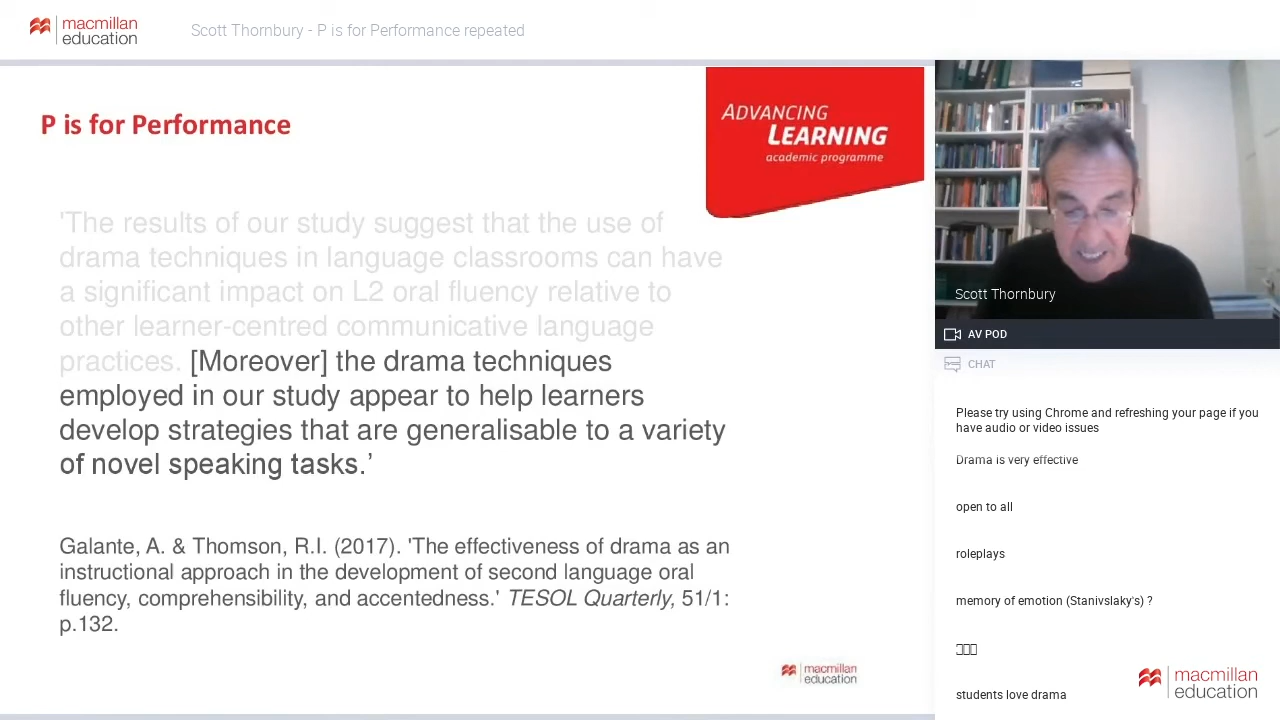 macmillan
education
Scott Thornbury - P is for Performance repeated
P is for Performance
ADVANCING
LEARNING
academic programme
'The results of our study suggest that the use of
drama techniques in language classrooms can have
a significant impact on L2 oral fluency relative to
other learner-centred communicative language
practices. [Moreover] the drama techniques
employed in our study appear to help learners
develop strategies that are generalisable to a variety
of novel speaking tasks.’
Galante, A. & Thomson, R.I. (2017). 'The effectiveness of drama as an
instructional approach in the development of second language oral
fluency, comprehensibility, and accentedness.' TESOL Quarterly, 51/1:
p.132.
macmillan
education
Scott Thornbury
AV POD
CHAT
Please try using Chrome and refreshing your page if you
have audio or video issues
Drama is very effective
open to all
roleplays
memory of emotion (Stanivslaky's) ?
students love drama
macmillan
education